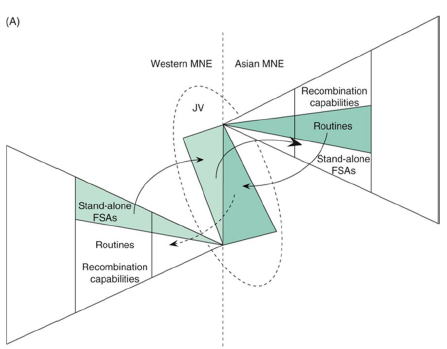 (A)
Western MNE
Asian MNE
JV
Recombination
capabilities
Routines
Stand-alone
FSAs
Stand-alone
FSAs
Routines
Recombination
capabilities